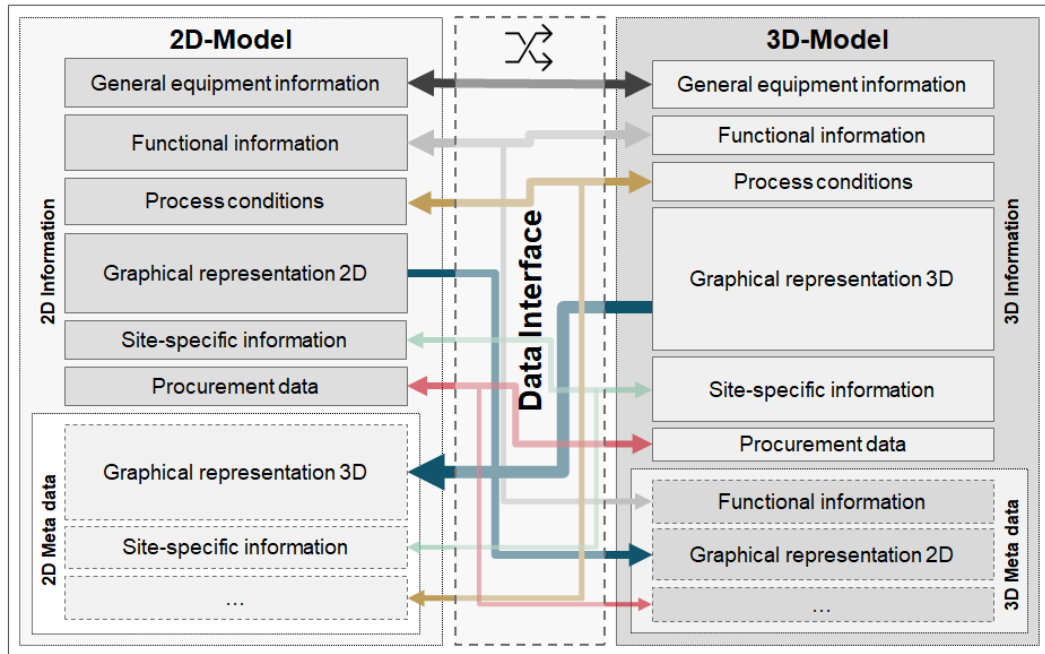 2D-Model
General equipment information
Functional information
Process conditions
Graphical representation 2D
Site-specific information
Procurement data
2D Information
Graphical representation 3D
Site-specific information
...
2D Meta data
Data Interface
3D-Model
General equipment information
Functional information
Process conditions
Graphical representation 3D
Site-specific information
Procurement data
3D Information
Functional information
Graphical representation 2D
...
3D Meta data